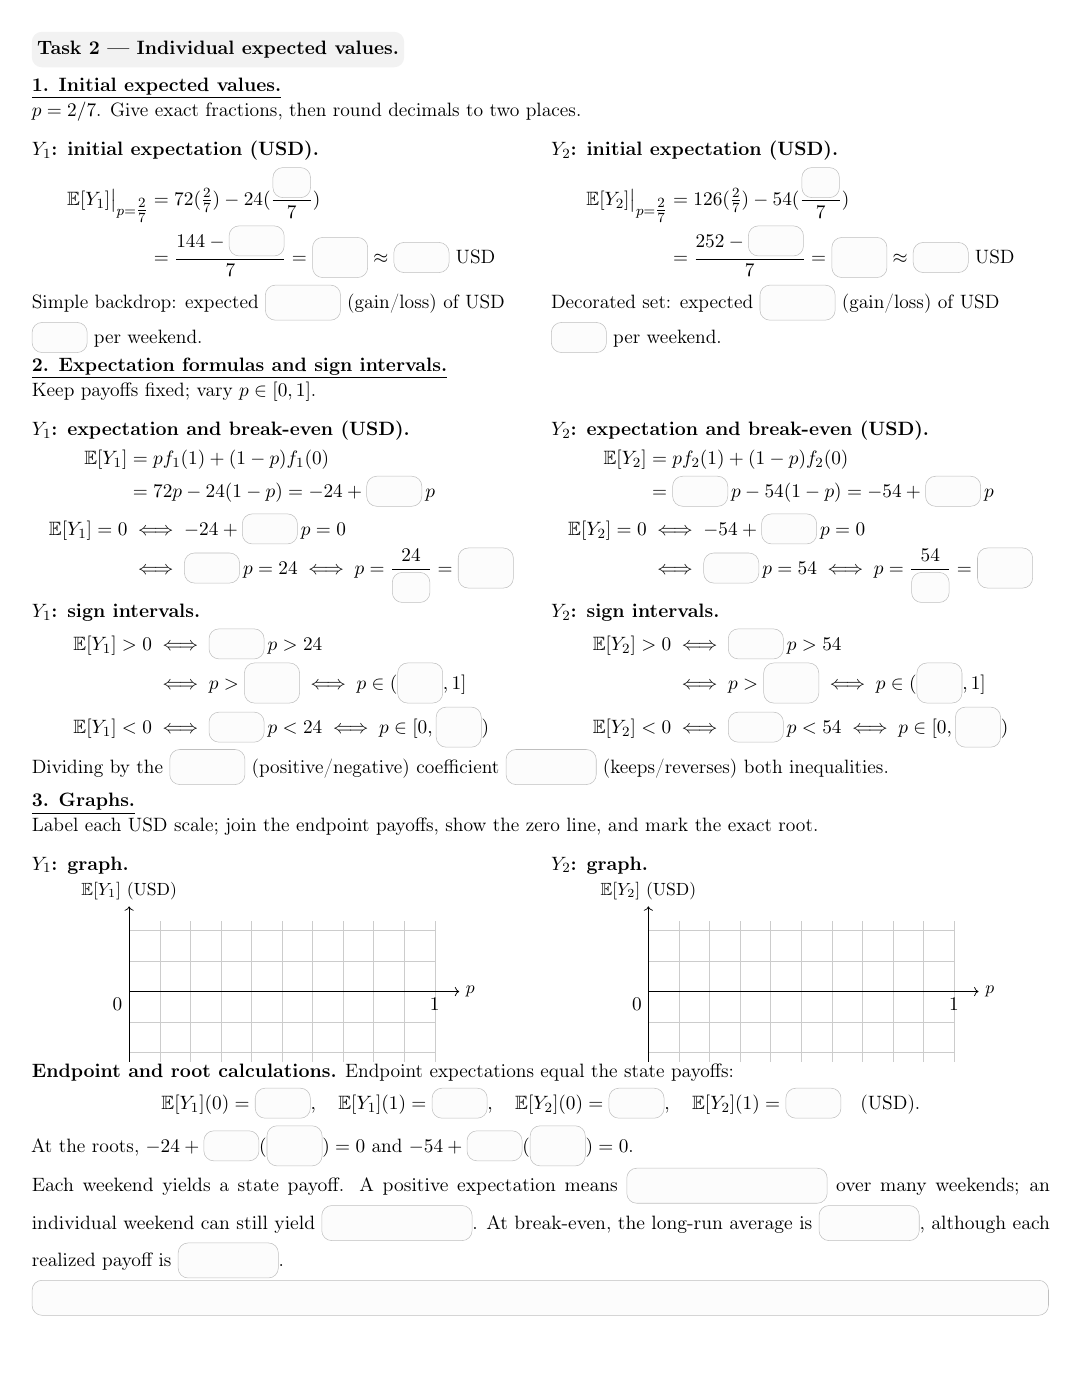 Task 2 — Individual expected values.
1. Initial expected values.
p = 2/7. Give exact fractions, then round decimals to two places.
Y₁: initial expectation (USD).
𝔼[Y₁]|_{p=2/7} = 72(2/7) − 24( /7)
= (144 − )/7 = ≈ USD
Simple backdrop: expected (gain/loss) of USD
per weekend.
Y₂: initial expectation (USD).
𝔼[Y₂]|_{p=2/7} = 126(2/7) − 54( /7)
= (252 − )/7 = ≈ USD
Decorated set: expected (gain/loss) of USD
per weekend.
2. Expectation formulas and sign intervals.
Keep payoffs fixed; vary p ∈ [0, 1].
Y₁: expectation and break-even (USD).
𝔼[Y₁] = pf₁(1) + (1 − p)f₁(0)
= 72p − 24(1 − p) = −24 + p
𝔼[Y₁] = 0 ⟺ −24 + p = 0
⟺ p = 24 ⟺ p = 24/ =
Y₁: sign intervals.
𝔼[Y₁] > 0 ⟺ p > 24
⟺ p > ⟺ p ∈ ( , 1]
𝔼[Y₁] < 0 ⟺ p < 24 ⟺ p ∈ [0, )
Y₂: expectation and break-even (USD).
𝔼[Y₂] = pf₂(1) + (1 − p)f₂(0)
= p − 54(1 − p) = −54 + p
𝔼[Y₂] = 0 ⟺ −54 + p = 0
⟺ p = 54 ⟺ p = 54/ =
Y₂: sign intervals.
𝔼[Y₂] > 0 ⟺ p > 54
⟺ p > ⟺ p ∈ ( , 1]
𝔼[Y₂] < 0 ⟺ p < 54 ⟺ p ∈ [0, )
Dividing by the (positive/negative) coefficient (keeps/reverses) both inequalities.
3. Graphs.
Label each USD scale; join the endpoint payoffs, show the zero line, and mark the exact root.
Y₁: graph.
𝔼[Y₁] (USD)
0 1 p
Y₂: graph.
𝔼[Y₂] (USD)
0 1 p
Endpoint and root calculations. Endpoint expectations equal the state payoffs:
𝔼[Y₁](0) = , 𝔼[Y₁](1) = , 𝔼[Y₂](0) = , 𝔼[Y₂](1) = (USD).
At the roots, −24 + ( ) = 0 and −54 + ( ) = 0.
Each weekend yields a state payoff. A positive expectation means over many weekends; an
individual weekend can still yield . At break-even, the long-run average is , although each
realized payoff is .